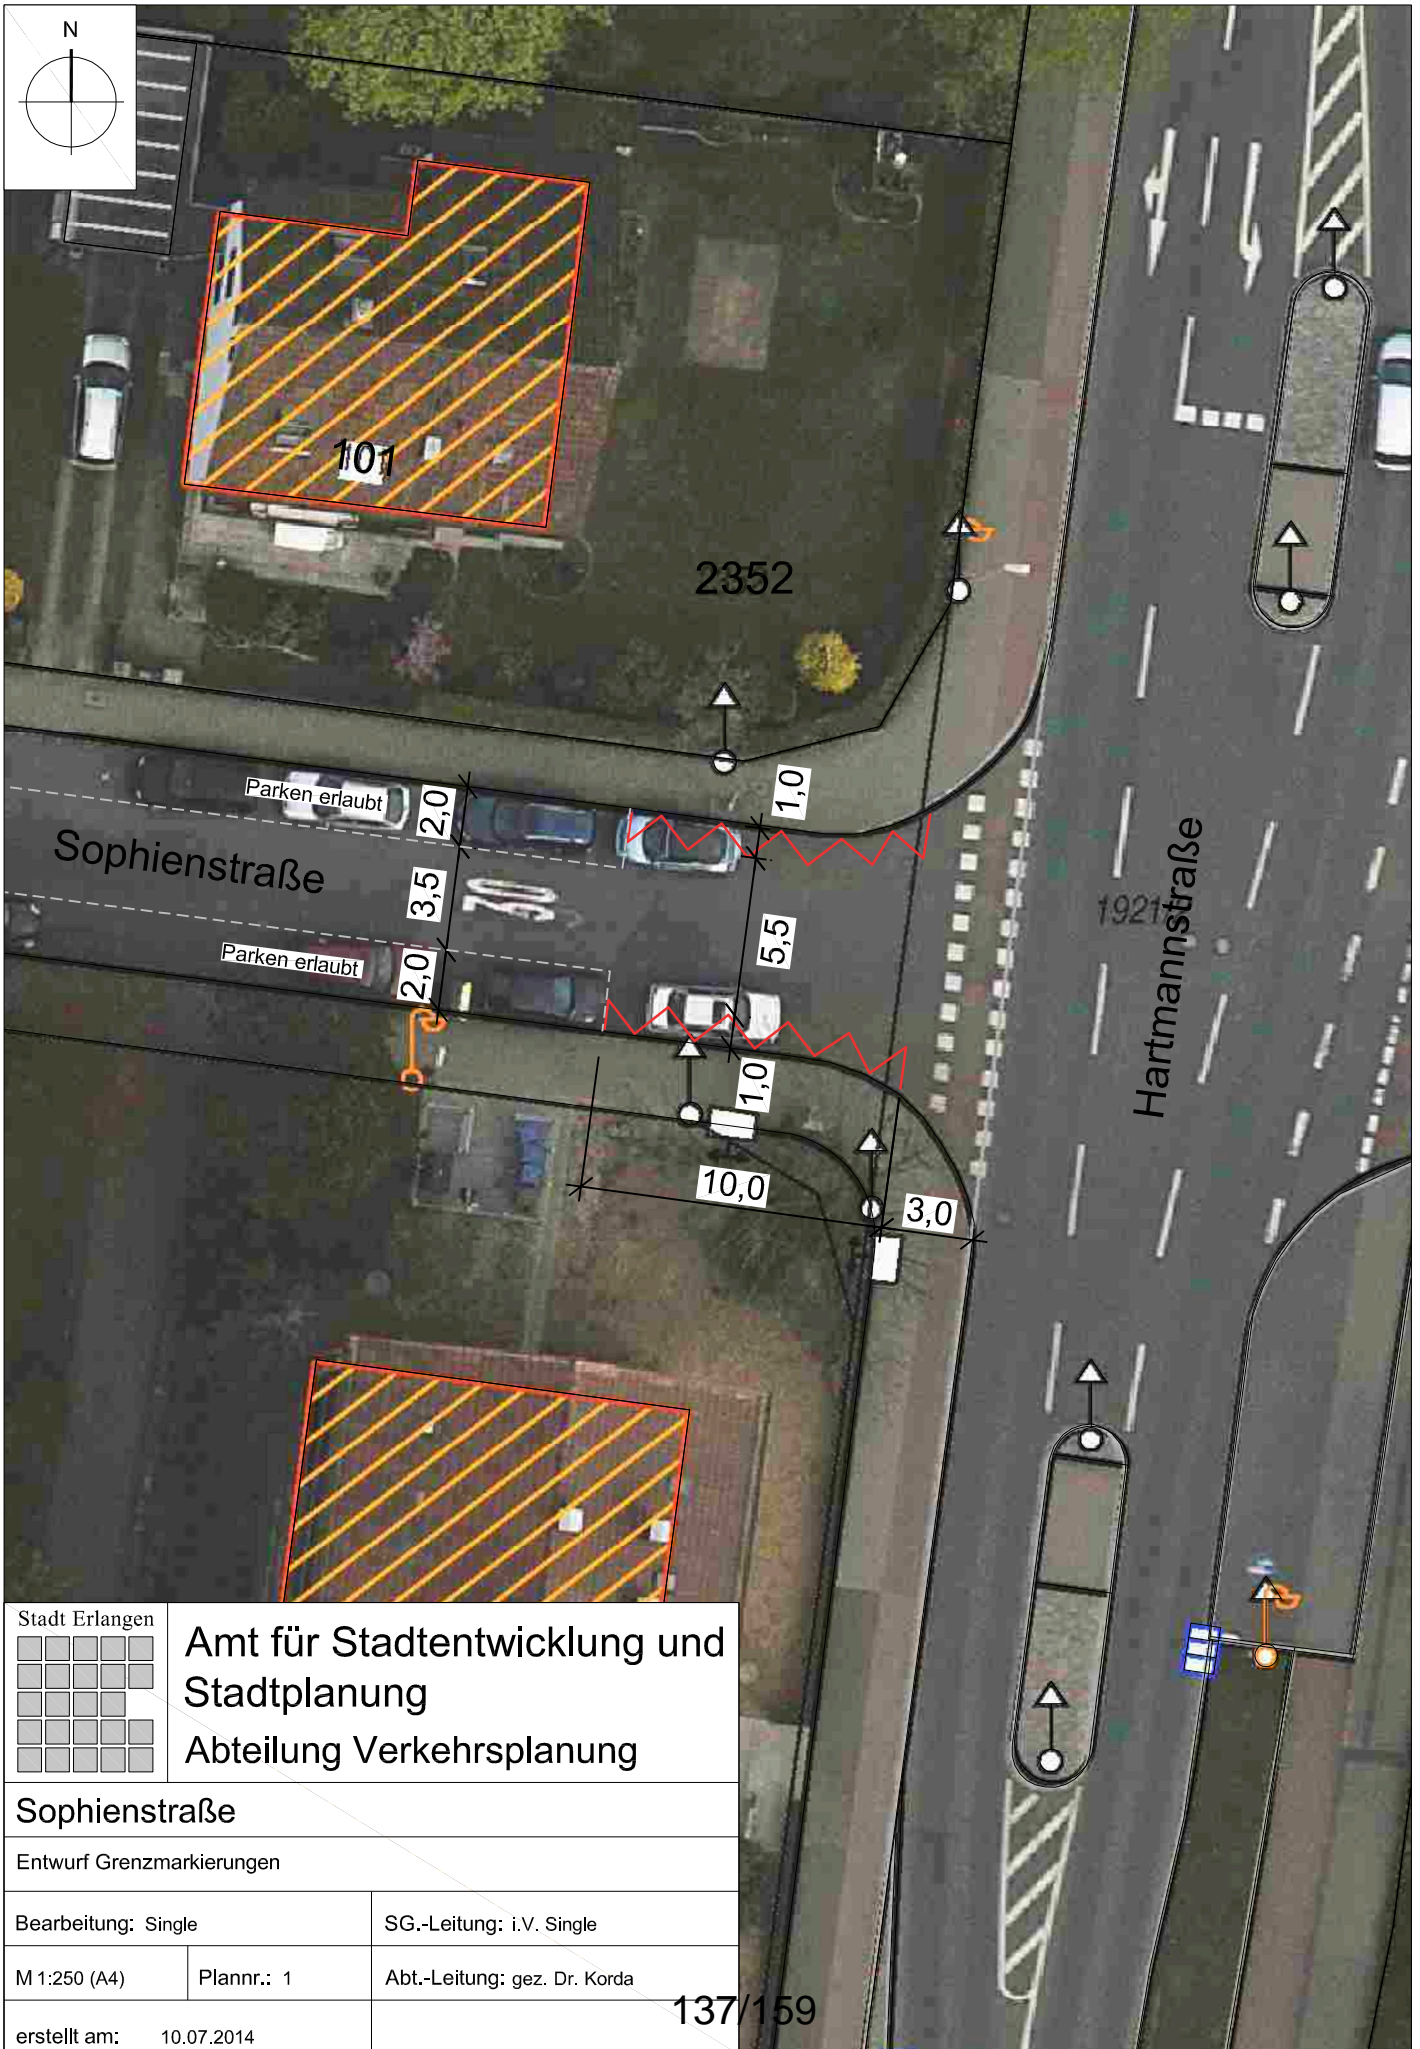 N
101
2352
Parken erlaubt
2,0
1,0
Sophienstraße
3,5
5,5
Parken erlaubt
2,0
1,0
Hartmannstraße
10,0
3,0
Stadt Erlangen
Amt für Stadtentwicklung und
Stadtplanung
Abteilung Verkehrsplanung
Sophienstraße
Entwurf Grenzmarkierungen
Bearbeitung: Single
SG.-Leitung: i.V. Single
M 1:250 (A4)
Plannr.: 1
Abt.-Leitung: gez. Dr. Korda
erstellt am: 10.07.2014
137/159